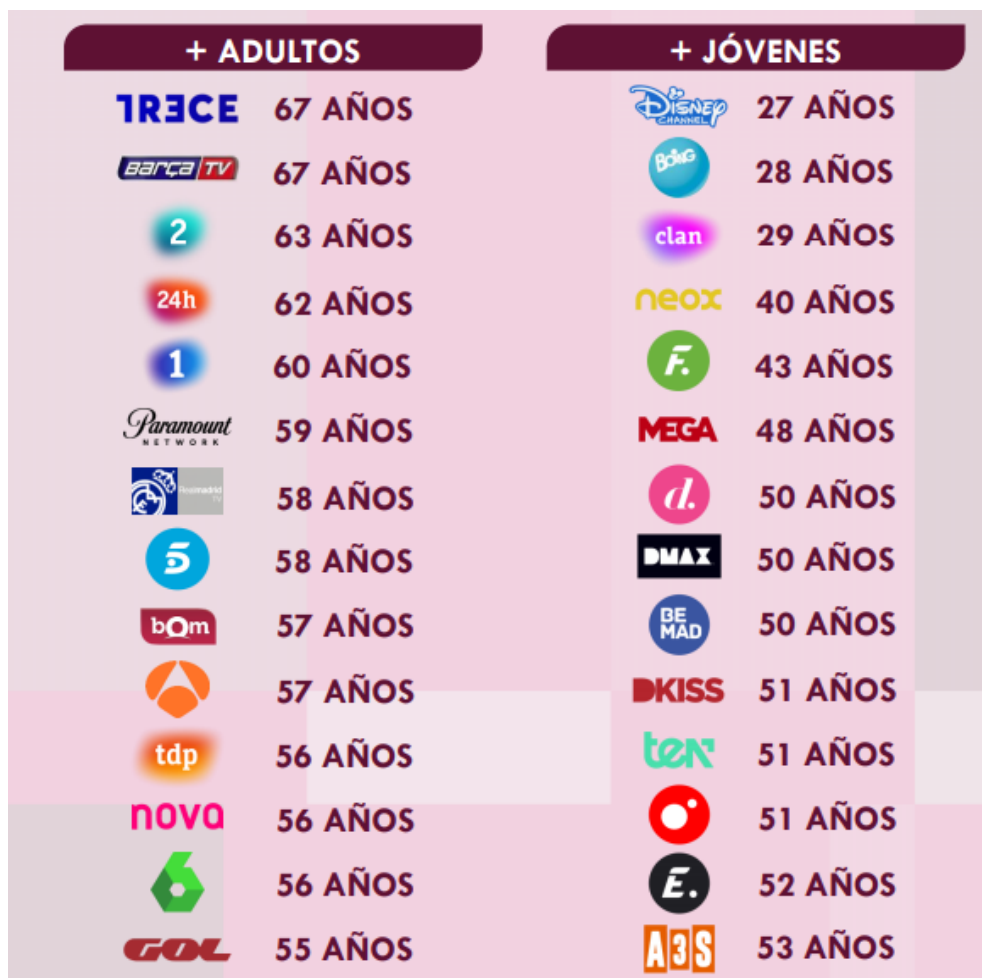 + ADULTOS
TRECE 67 AÑOS
Barça TV 67 AÑOS
2 63 AÑOS
24h 62 AÑOS
1 60 AÑOS
Paramount
NETWORK 59 AÑOS
Realmadrid
TV 58 AÑOS
5 58 AÑOS
bom 57 AÑOS
57 AÑOS
tdp 56 AÑOS
nova 56 AÑOS
6 56 AÑOS
GOL 55 AÑOS
+ JÓVENES
Disney
CHANNEL 27 AÑOS
BOING 28 AÑOS
clan 29 AÑOS
neox 40 AÑOS
F. 43 AÑOS
MEGA 48 AÑOS
d. 50 AÑOS
DMAX 50 AÑOS
BE
MAD 50 AÑOS
DKISS 51 AÑOS
ten 51 AÑOS
51 AÑOS
E. 52 AÑOS
A3S 53 AÑOS